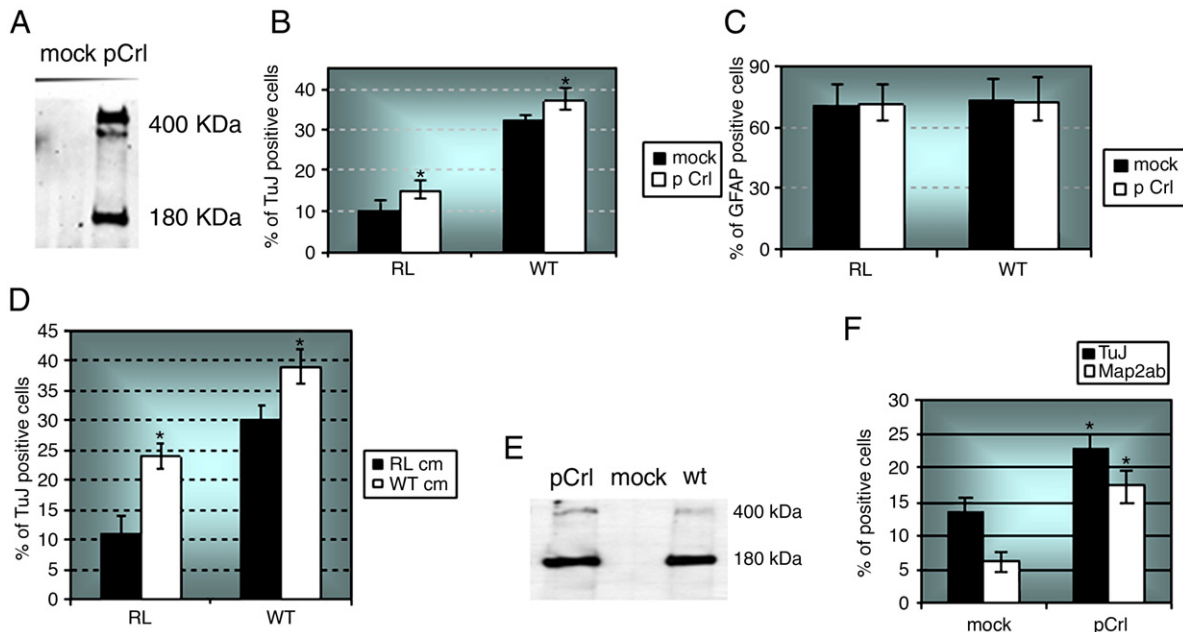 A
mock pCrl
400 KDa
180 KDa
B
% of TuJ positive cells
40
30
20
10
0
*
*
RL
WT
mock
p Crl
C
% of GFAP positive cells
90
60
30
0
RL
WT
mock
p Crl
D
% of TuJ positive cells
45
40
35
30
25
20
15
10
5
0
*
*
RL
WT
RL cm
WT cm
E
pCrl mock wt
400 kDa
180 kDa
F
TuJ
Map2ab
% of positive cells
30
25
20
15
10
5
0
*
*
mock
pCrl